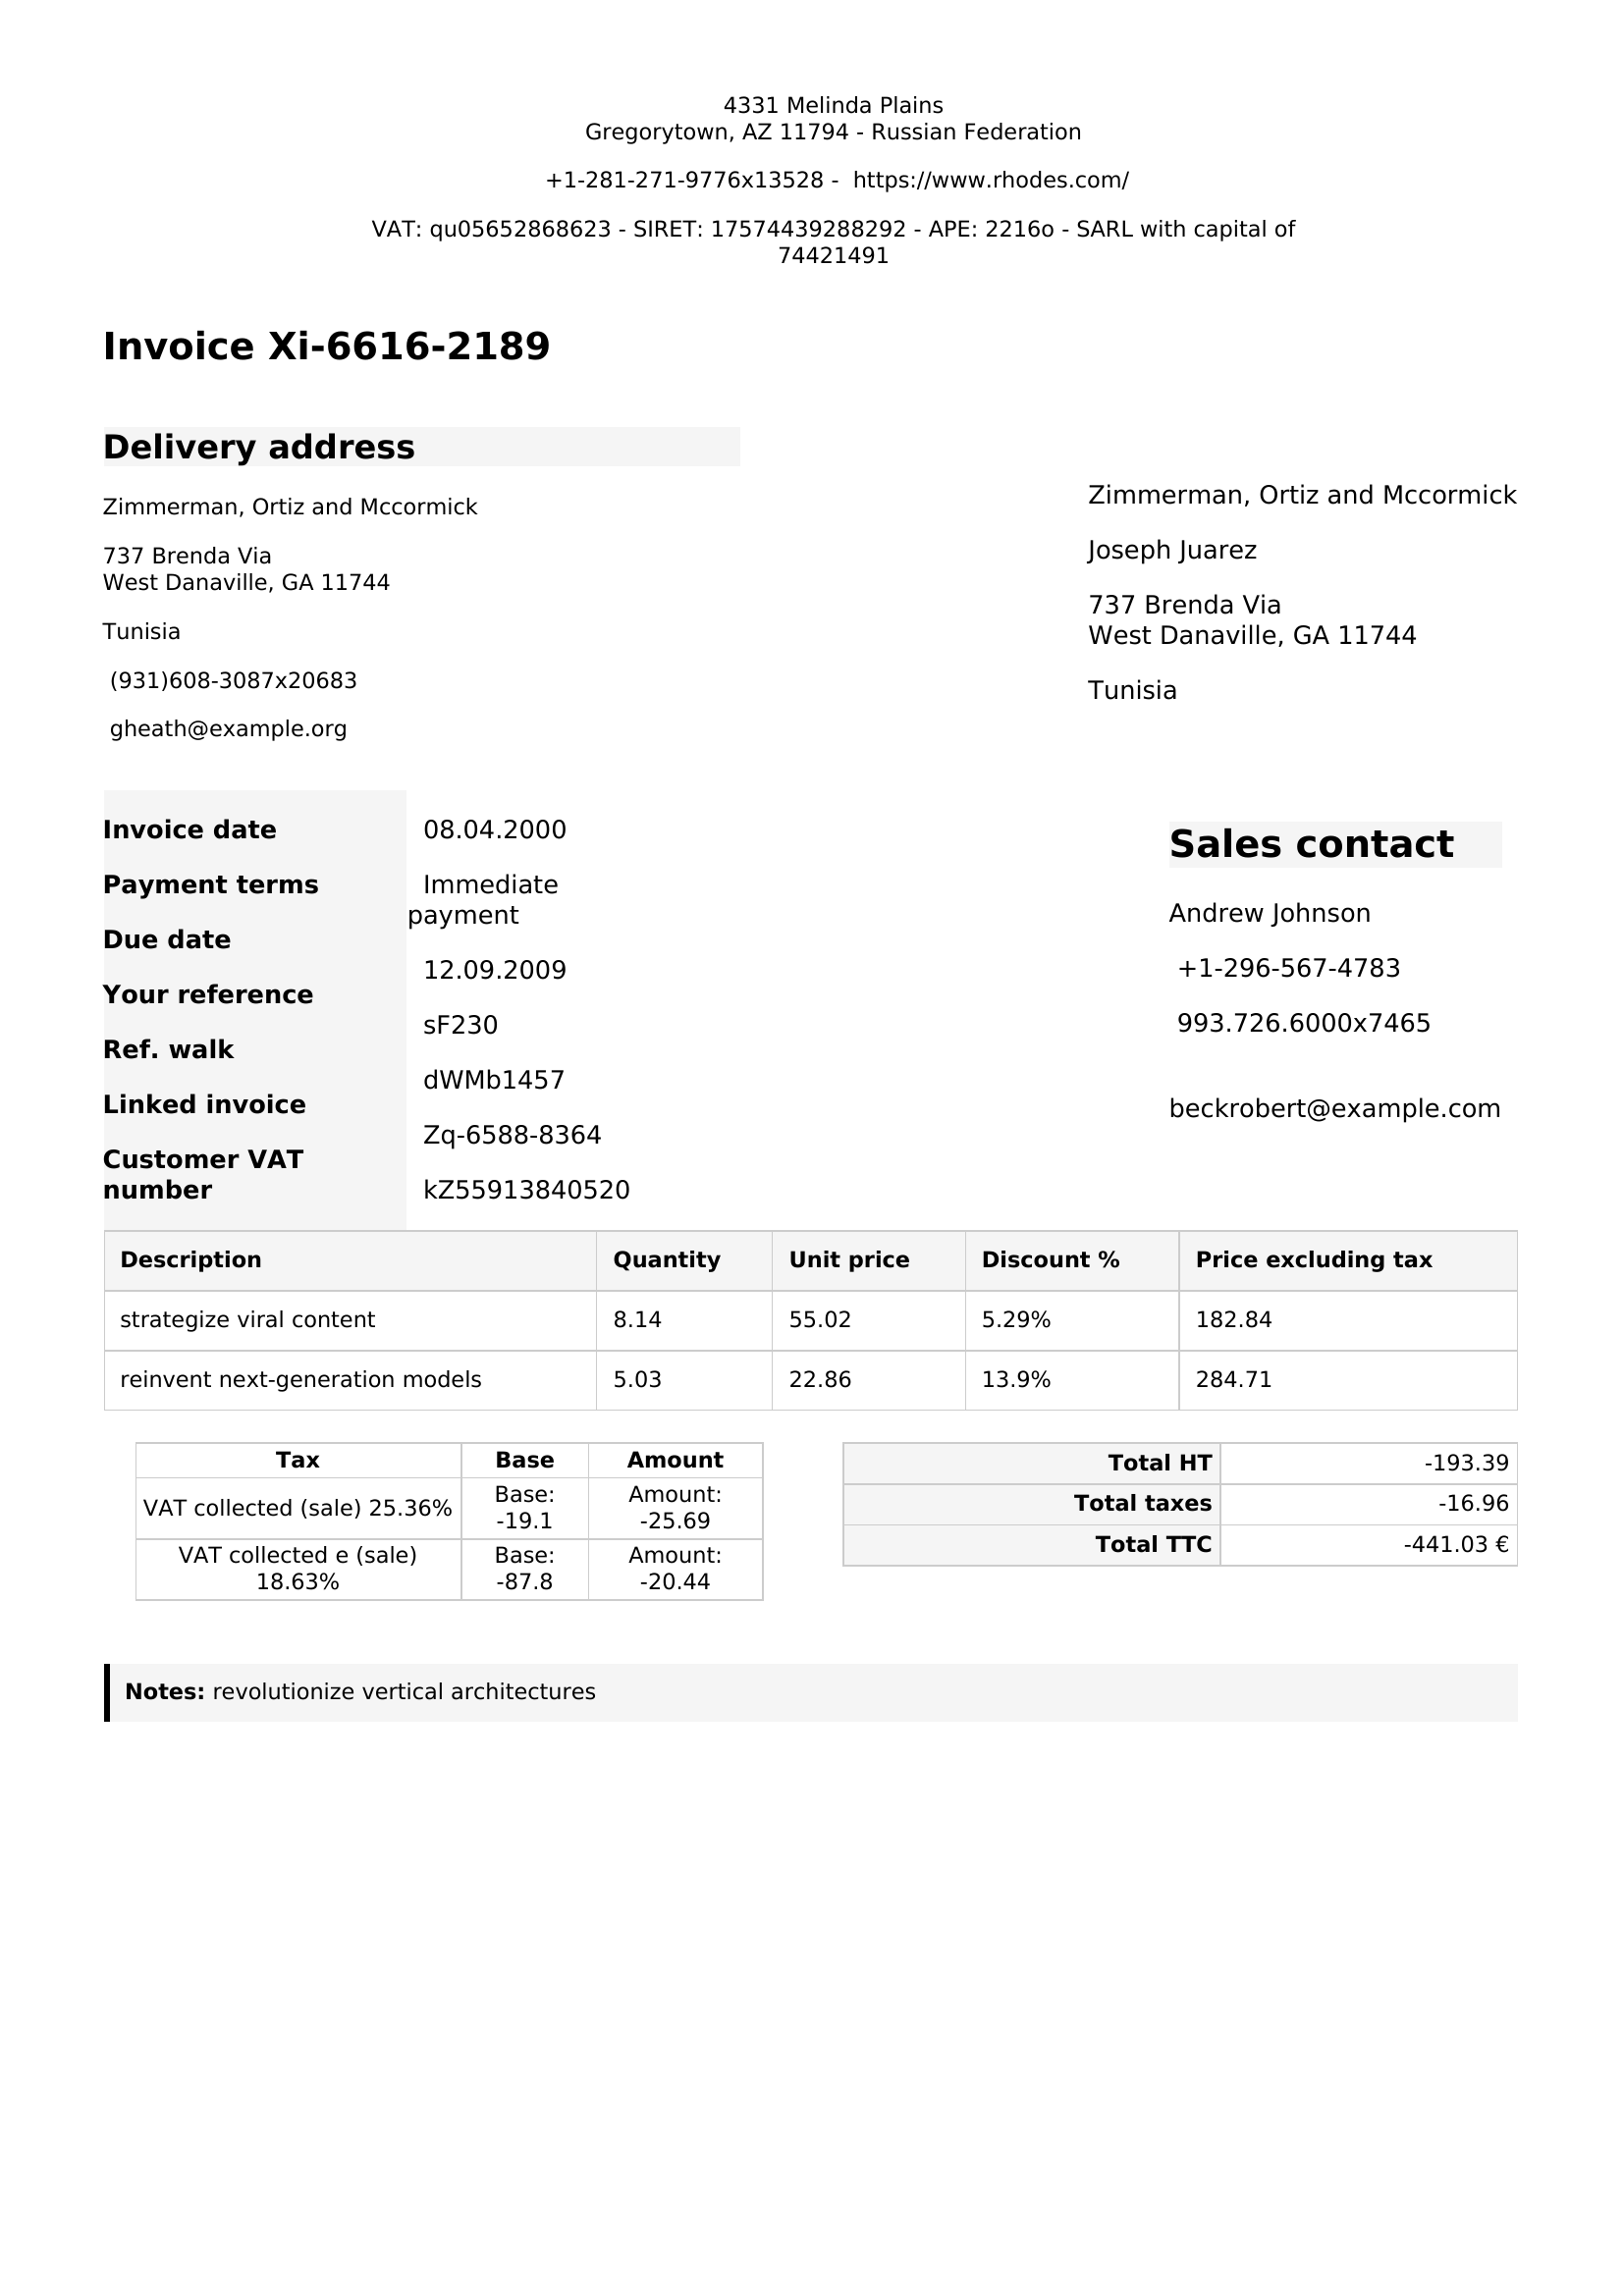 4331 Melinda Plains
Gregorytown, AZ 11794 - Russian Federation
+1-281-271-9776x13528 -  https://www.rhodes.com/
VAT: qu05652868623 - SIRET: 17574439288292 - APE: 2216o - SARL with capital of
74421491
Invoice Xi-6616-2189
Delivery address
Zimmerman, Ortiz and Mccormick
737 Brenda Via
West Danaville, GA 11744
Tunisia
(931)608-3087x20683
gheath@example.org
Zimmerman, Ortiz and Mccormick
Joseph Juarez
737 Brenda Via
West Danaville, GA 11744
Tunisia
Invoice date
Payment terms
Due date
Your reference
Ref. walk
Linked invoice
Customer VAT
number
08.04.2000
Immediate
payment
12.09.2009
sF230
dWMb1457
Zq-6588-8364
kZ55913840520
Sales contact
Andrew Johnson
+1-296-567-4783
993.726.6000x7465
beckrobert@example.com
Description Quantity Unit price Discount % Price excluding tax
strategize viral content 8.14 55.02 5.29% 182.84
reinvent next-generation models 5.03 22.86 13.9% 284.71
Tax Base Amount
VAT collected (sale) 25.36% Base: Amount:
-19.1 -25.69
VAT collected e (sale) Base: Amount:
18.63% -87.8 -20.44
Total HT -193.39
Total taxes -16.96
Total TTC -441.03 €
Notes: revolutionize vertical architectures